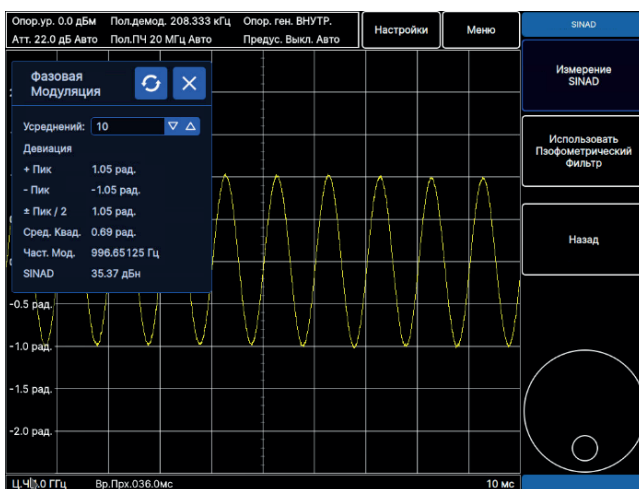 Опор.ур. 0.0 дБм Пол.демод. 208.333 кГц Опор. ген. ВНУТР.
Атт. 22.0 дБ Авто Пол.ПЧ 20 МГц Авто Предус. Выкл. Авто
Настройки
Меню
SINAD
Измерение
SINAD
Использовать
Псофометрический
Фильтр
Назад
Фазовая
Модуляция
Усреднений: 10
Девиация
+ Пик 1.05 рад.
- Пик -1.05 рад.
± Пик / 2 1.05 рад.
Сред. Квад. 0.69 рад.
Част. Мод. 996.65125 Гц
SINAD 35.37 дБн
-0.5 рад.
-1.0 рад.
-1.5 рад.
-2.0 рад.
.0 ГГц Вр.Прх.036.0мс 10 мс